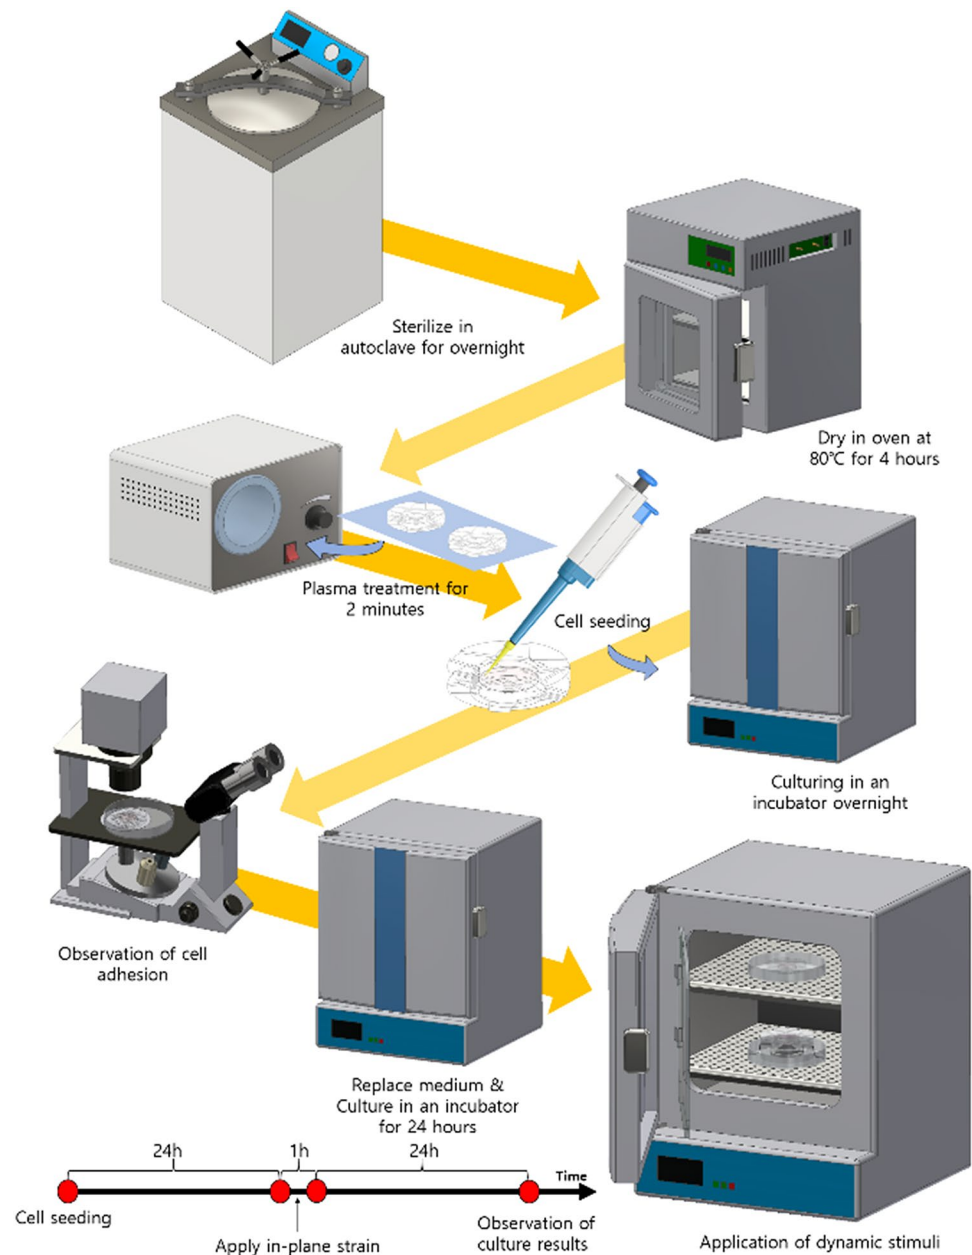 Sterilize in
autoclave for overnight
Dry in oven at
80℃ for 4 hours
Plasma treatment for
2 minutes
Cell seeding
Culturing in an
incubator overnight
Observation of cell
adhesion
Replace medium &
Culture in an incubator
for 24 hours
24h
1h
24h
Time
Cell seeding
Apply in-plane strain
Observation of
culture results
Application of dynamic stimuli